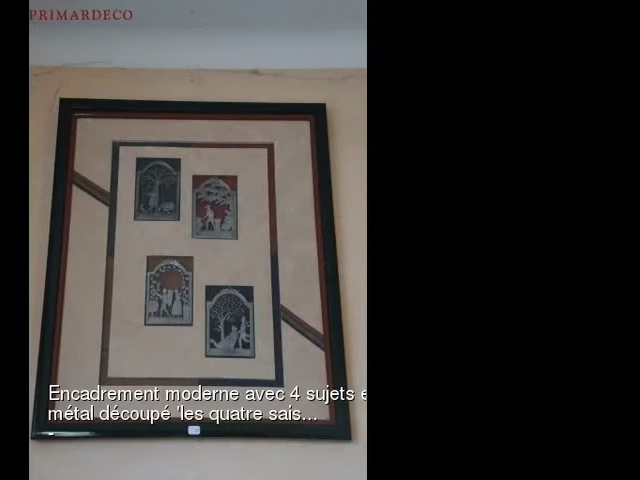 PRIMARDECO
Encadrement moderne avec 4 sujets e
métal découpé 'les quatre sais...